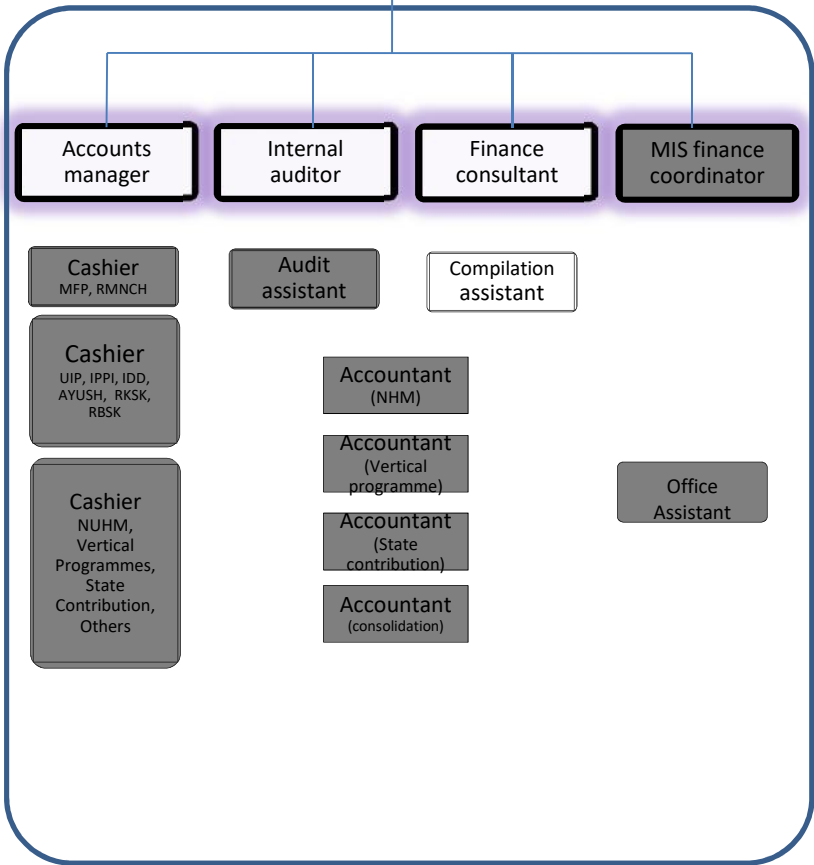 Accounts
manager
Internal
auditor
Finance
consultant
MIS finance
coordinator
Cashier
MFP, RMNCH
Audit
assistant
Compilation
assistant
Cashier
UIP, IPPI, IDD,
AYUSH, RKSK,
RBSK
Accountant
(NHM)
Accountant
(Vertical
programme)
Cashier
NUHM,
Vertical
Programmes,
State
Contribution,
Others
Accountant
(State
contribution)
Accountant
(consolidation)
Office
Assistant